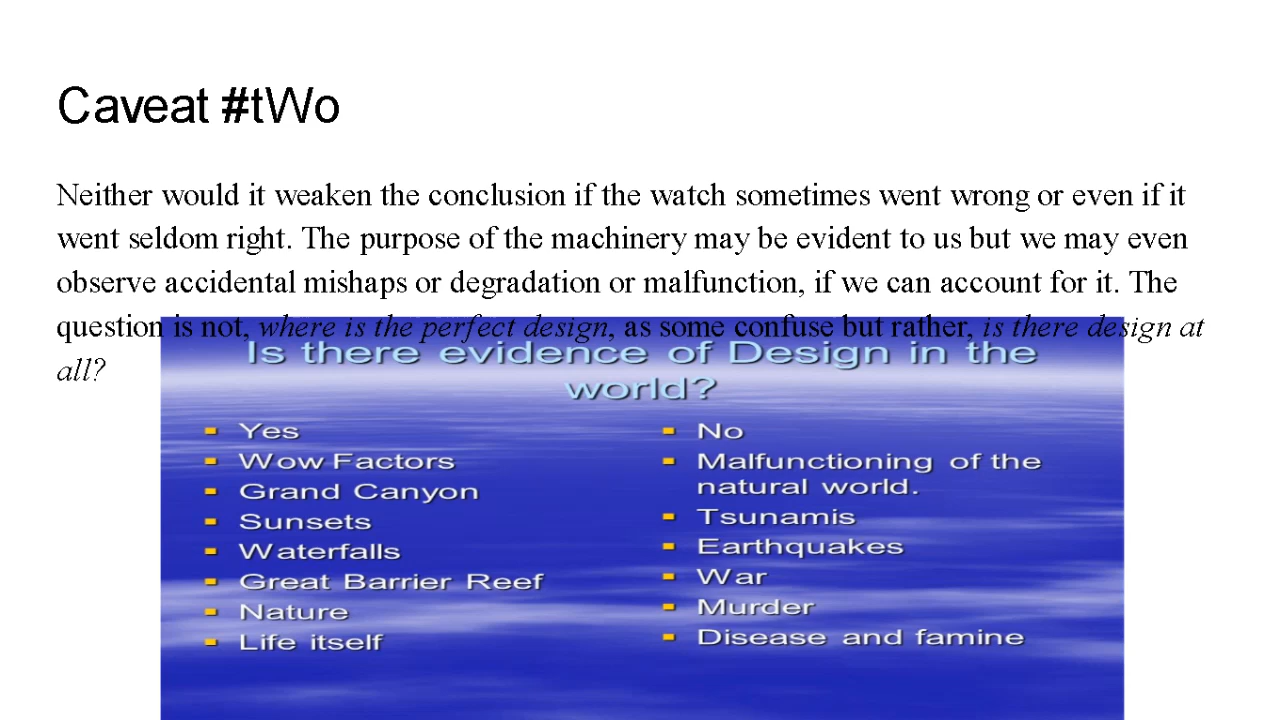 Caveat #tWo
Neither would it weaken the conclusion if the watch sometimes went wrong or even if it
went seldom right. The purpose of the machinery may be evident to us but we may even
observe accidental mishaps or degradation or malfunction, if we can account for it. The
question is not, where is the perfect design, as some confuse but rather, is there design at
all?
Is there evidence of Design in the
world?
Yes
Wow Factors
Grand Canyon
Sunsets
Waterfalls
Great Barrier Reef
Nature
Life itself
No
Malfunctioning of the
natural world.
Tsunamis
Earthquakes
War
Murder
Disease and famine